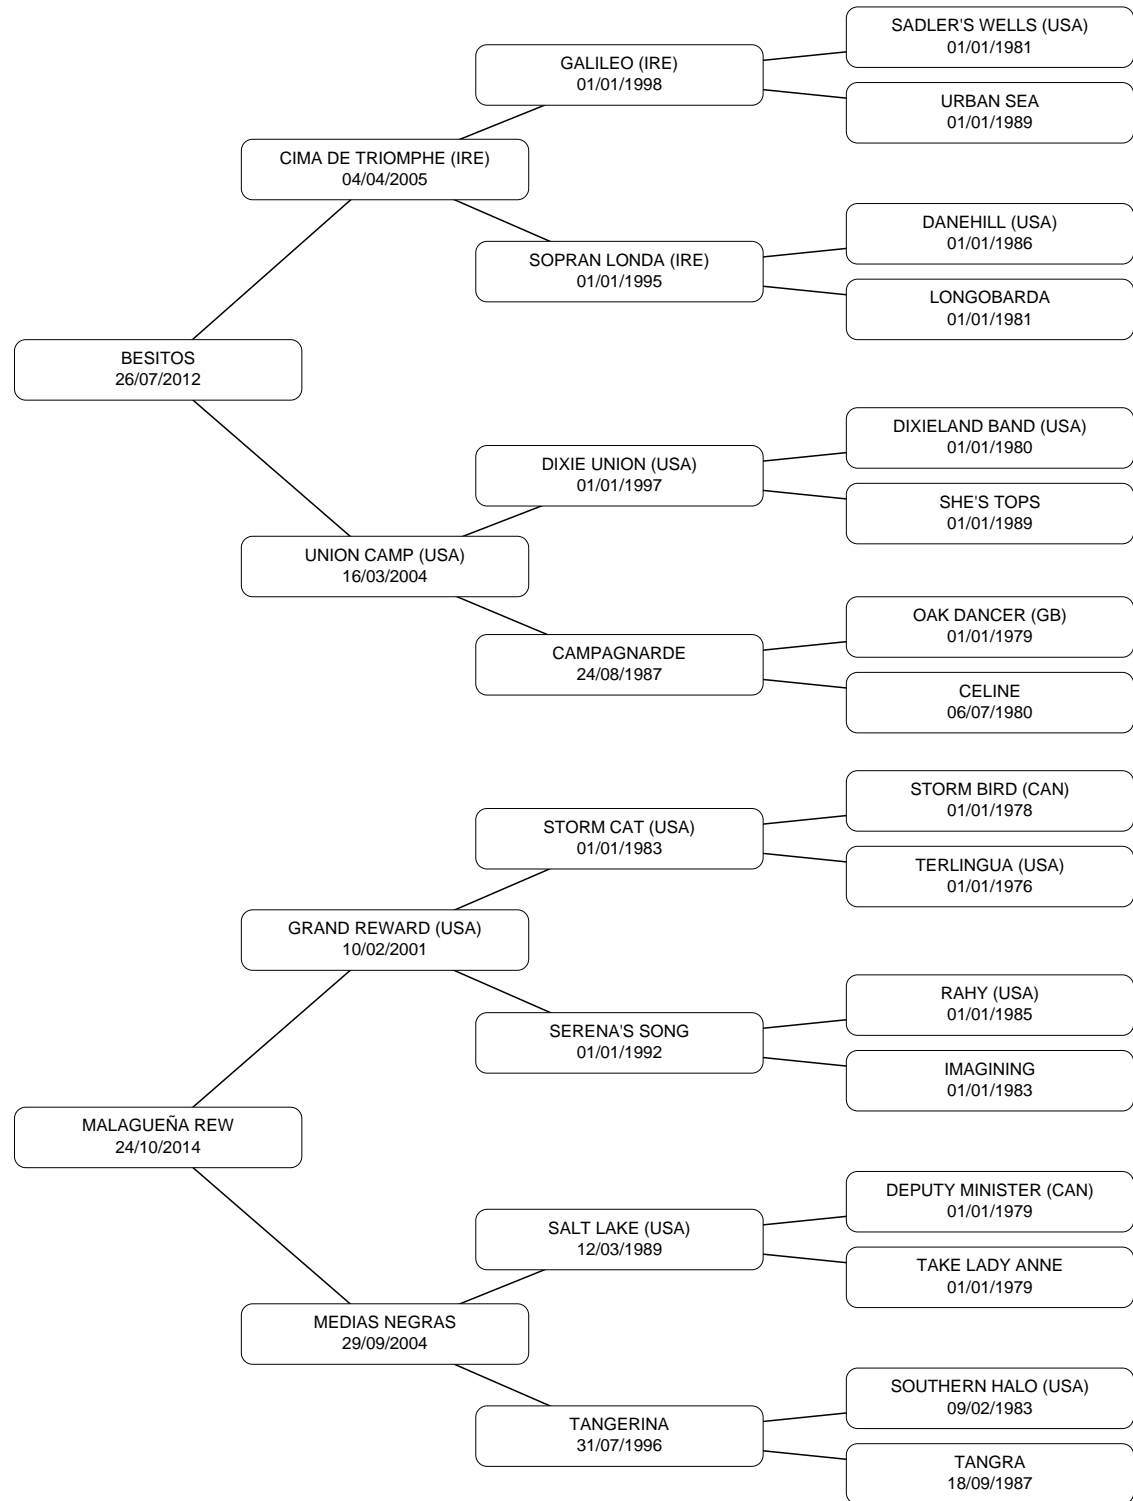 SADLER'S WELLS (USA)
01/01/1981
GALILEO (IRE)
01/01/1998
URBAN SEA
01/01/1989
CIMA DE TRIOMPHE (IRE)
04/04/2005
DANEHILL (USA)
01/01/1986
SOPRAN LONDA (IRE)
01/01/1995
LONGOBARDA
01/01/1981
BESITOS
26/07/2012
DIXIELAND BAND (USA)
01/01/1980
DIXIE UNION (USA)
01/01/1997
SHE'S TOPS
01/01/1989
UNION CAMP (USA)
16/03/2004
OAK DANCER (GB)
01/01/1979
CAMPAGNARDE
24/08/1987
CELINE
06/07/1980
STORM BIRD (CAN)
01/01/1978
STORM CAT (USA)
01/01/1983
TERLINGUA (USA)
01/01/1976
GRAND REWARD (USA)
10/02/2001
RAHY (USA)
01/01/1985
SERENA'S SONG
01/01/1992
IMAGINING
01/01/1983
MALAGUEÑA REW
24/10/2014
DEPUTY MINISTER (CAN)
01/01/1979
SALT LAKE (USA)
12/03/1989
TAKE LADY ANNE
01/01/1979
MEDIAS NEGRAS
29/09/2004
SOUTHERN HALO (USA)
09/02/1983
TANGERINA
31/07/1996
TANGRA
18/09/1987